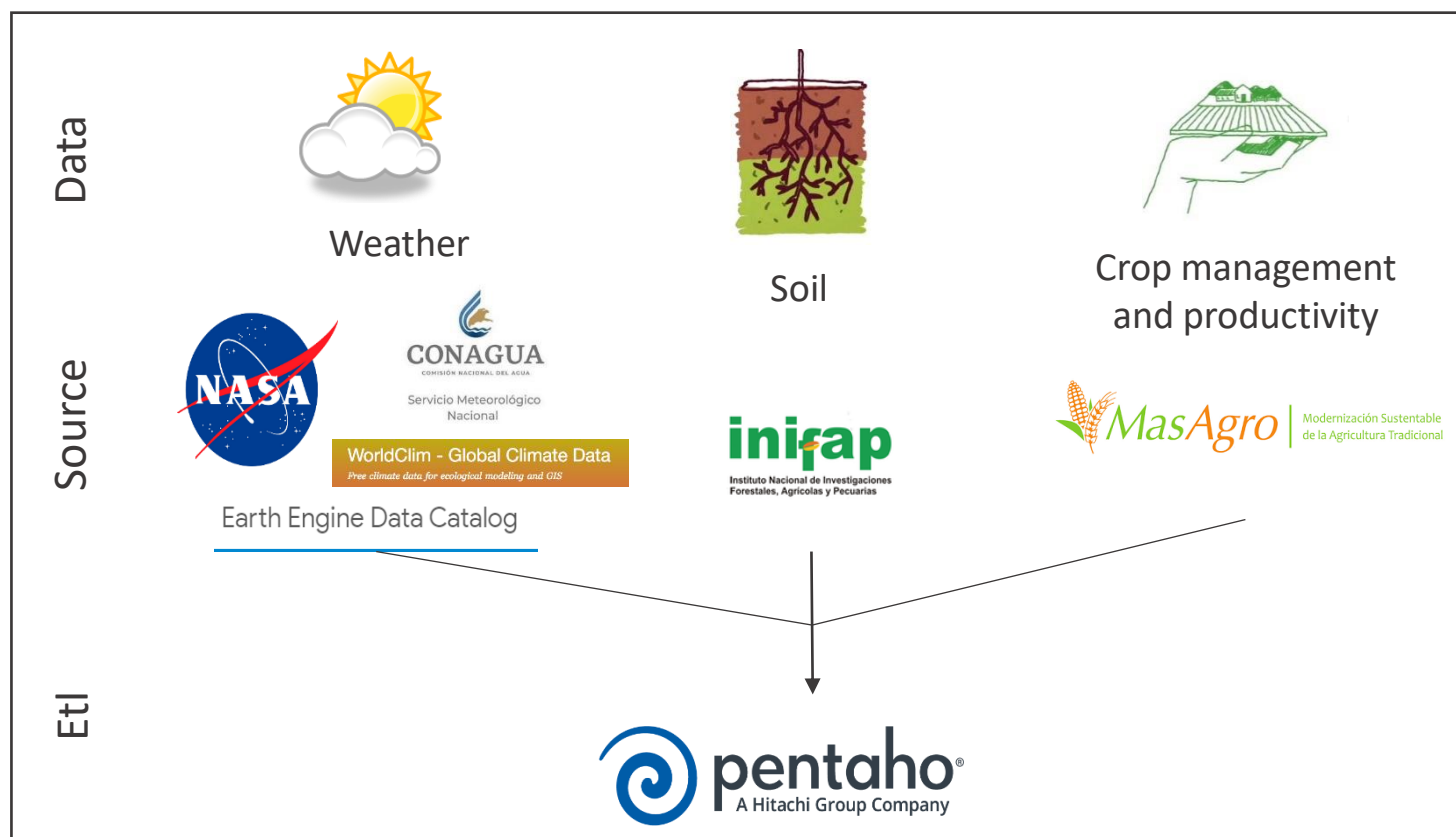 Data
Weather
Soil
Crop management
and productivity
Source
NASA
CONAGUA
COMISIÓN NACIONAL DEL AGUA
Servicio Meteorológico
Nacional
WorldClim - Global Climate Data
Free climate data for ecological modeling and GIS
Earth Engine Data Catalog
inifap
Instituto Nacional de Investigaciones
Forestales, Agrícolas y Pecuarias
MasAgro
Modernización Sustentable
de la Agricultura Tradicional
Etl
pentaho®
A Hitachi Group Company